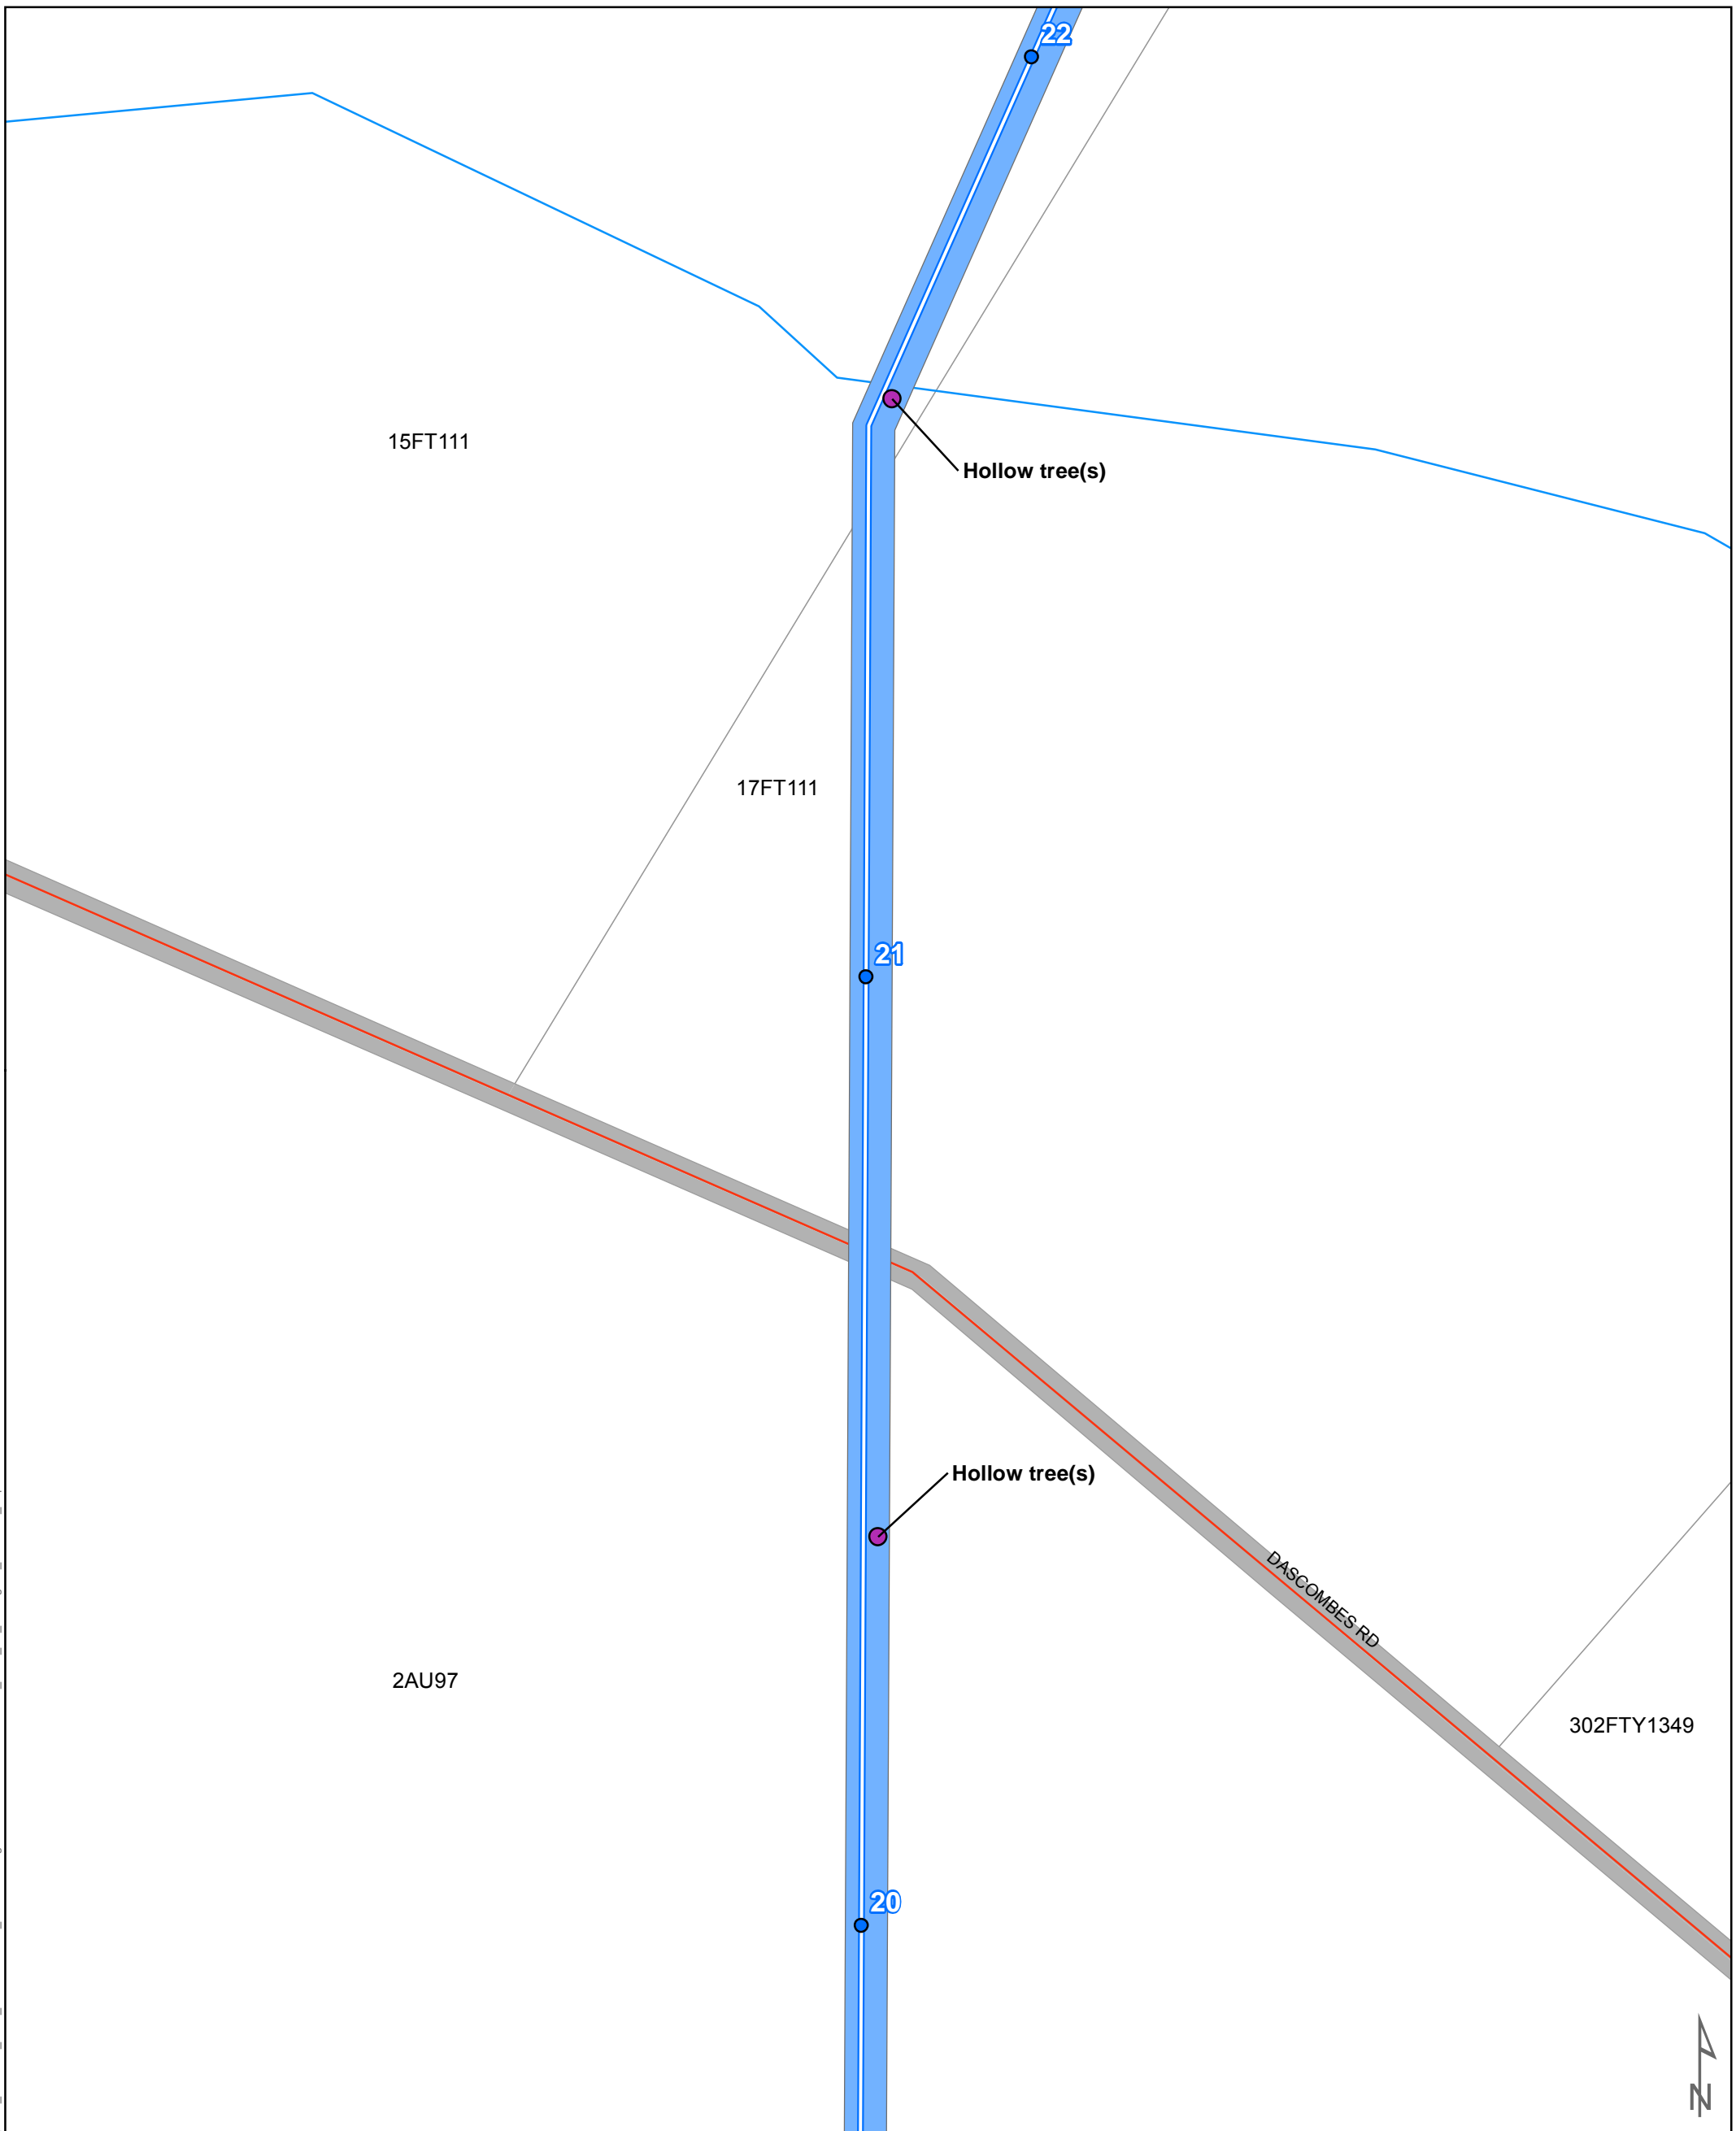 22
15FT111
Hollow tree(s)
17FT111
21
Hollow tree(s)
DASCOMBES RD
2AU97
302FTY1349
20
N